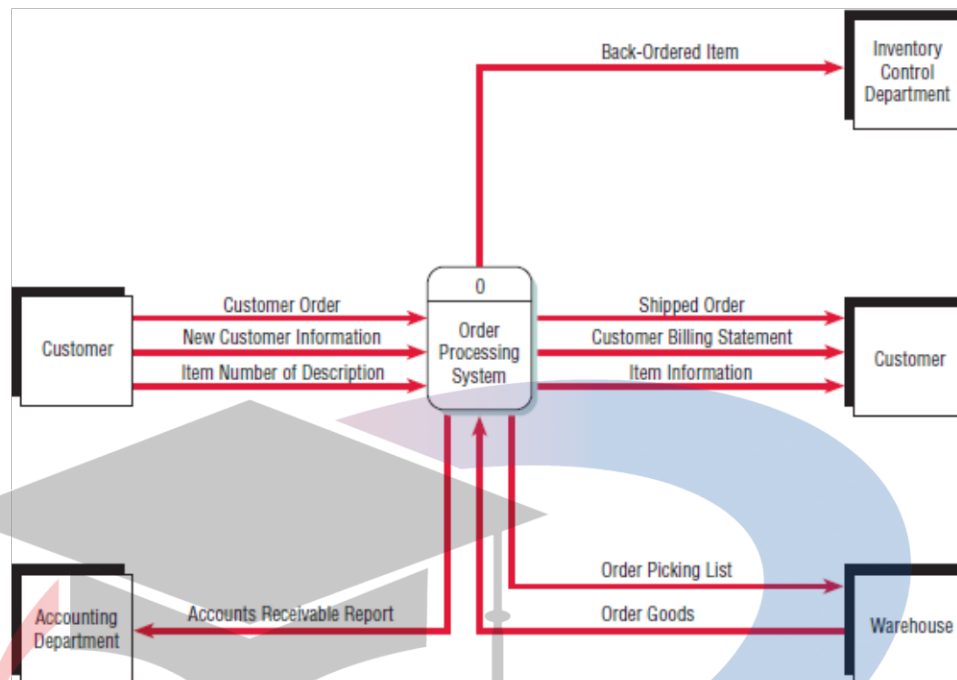 Back-Ordered Item
Inventory
Control
Department
0
Order
Processing
System
Customer
Customer Order
New Customer Information
Item Number of Description
Shipped Order
Customer Billing Statement
Item Information
Customer
Accounting
Department
Accounts Receivable Report
Order Picking List
Order Goods
Warehouse